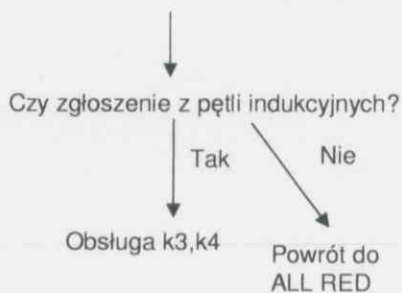 Czy zgłoszenie z pętli indukcyjnych?
Tak
Nie
Obsługa k3,k4
Powrót do
ALL RED